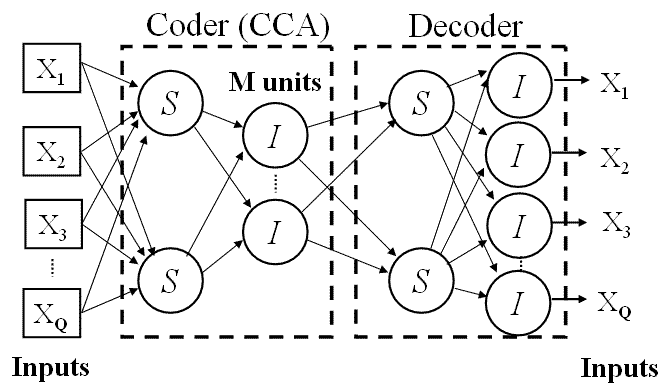 Coder (CCA) Decoder
M units
X1 S I S I X1
X2 I X2
X3 I I X3
XQ S S I XQ
Inputs Inputs